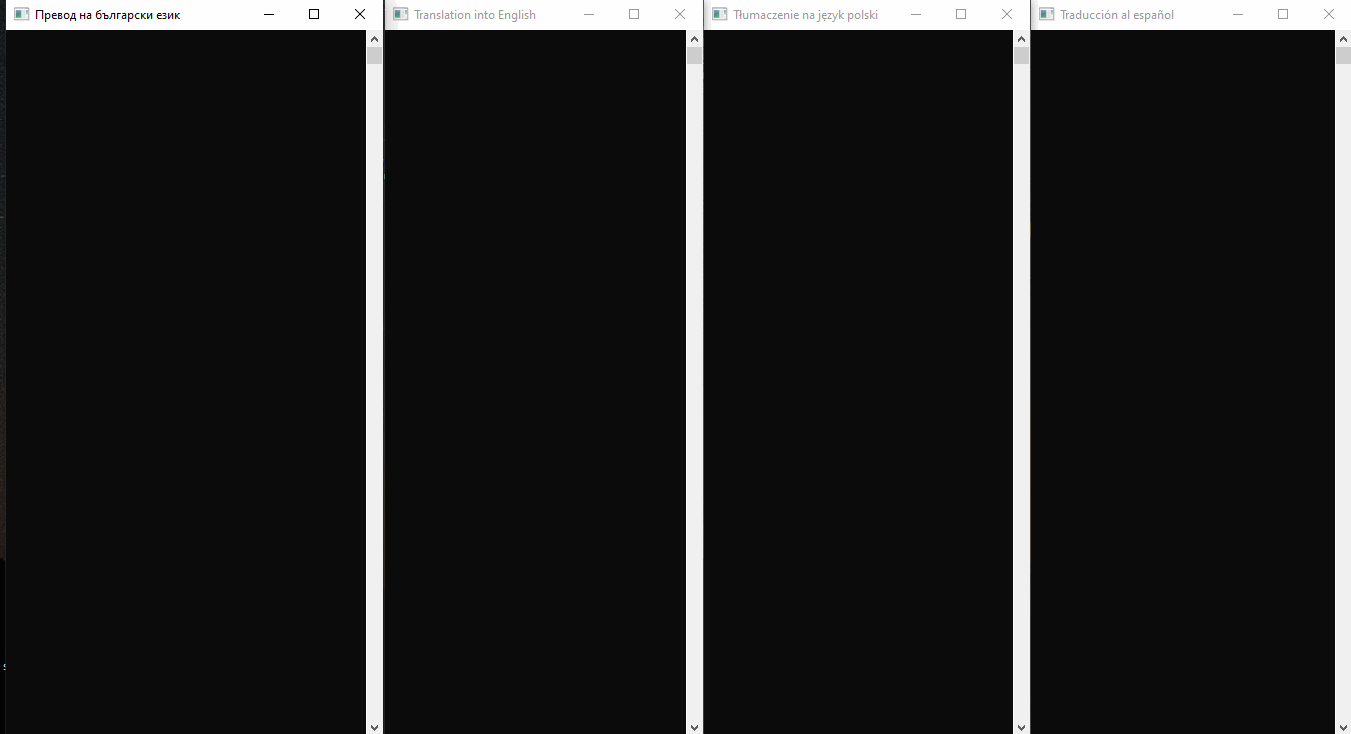 Превод на български език
Translation into English
Tłumaczenie na język polski
Traducción al español